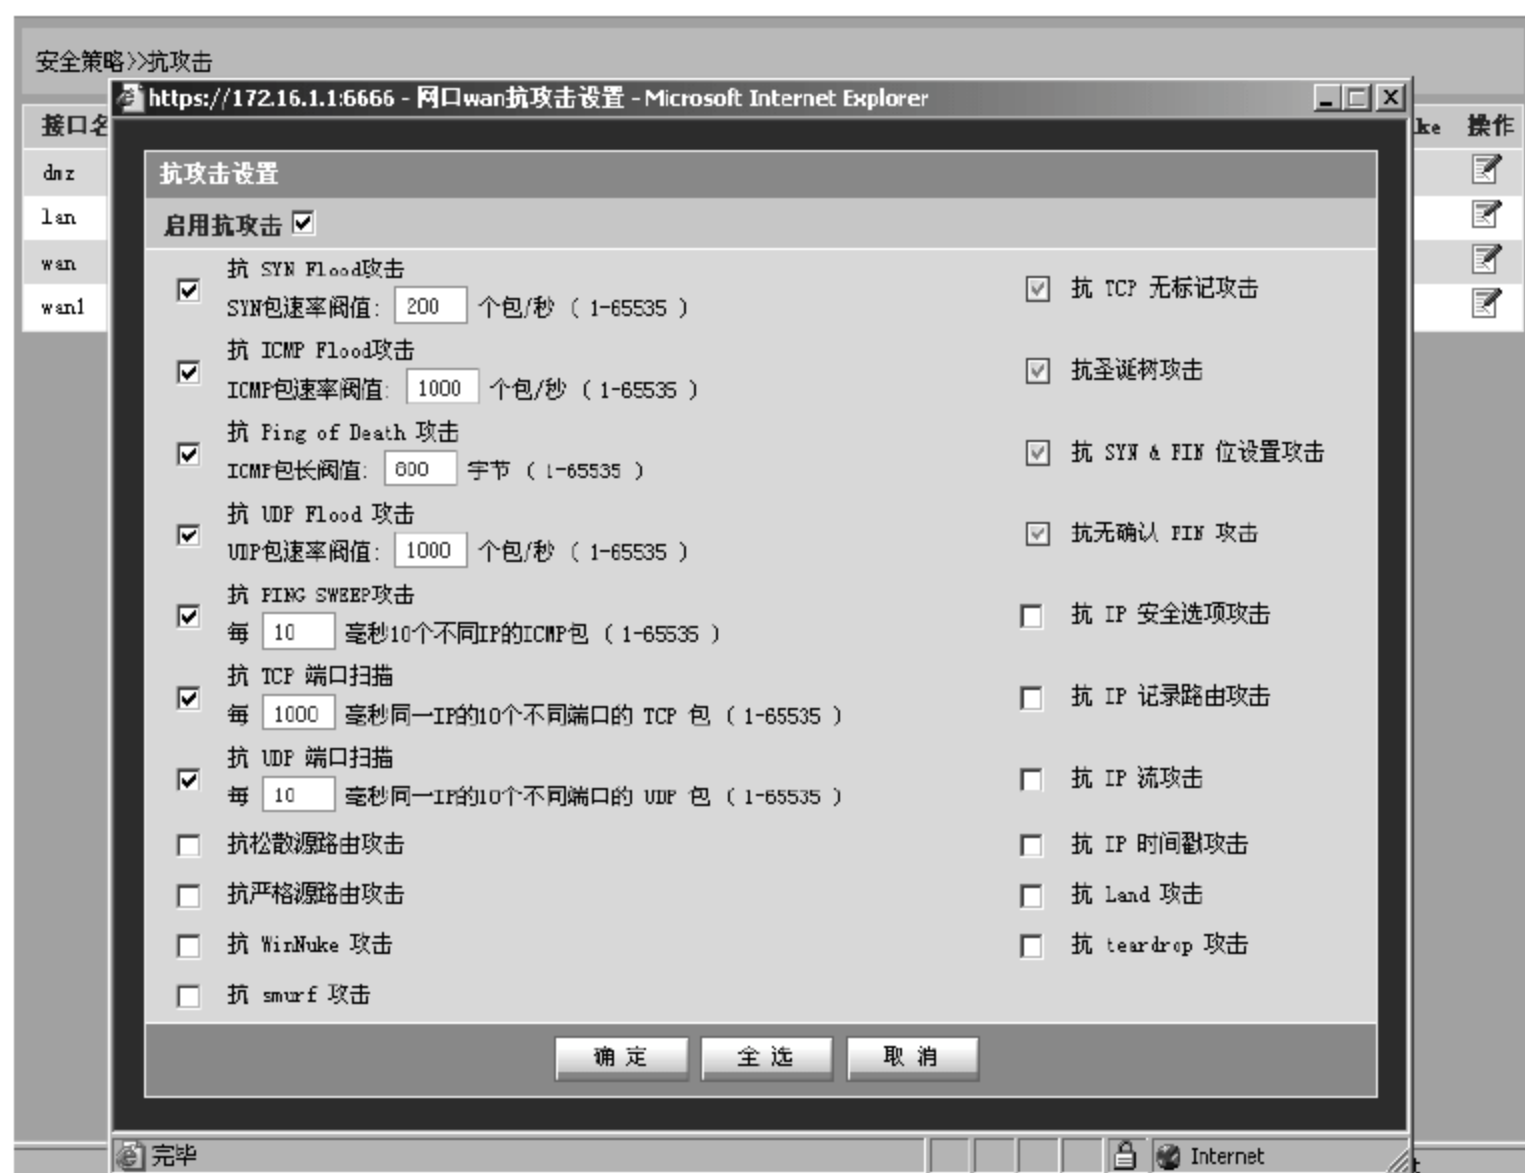 安全策略>>抗攻击
https://172.16.1.1:6666 - 网口wan抗攻击设置 - Microsoft Internet Explorer
接口名
ke 操作
dmz
lan
wan
wan1
抗攻击设置
启用抗攻击
抗 SYN Flood攻击
SYN包速率阀值: 200 个包/秒 ( 1-65535 )
抗 TCP 无标记攻击
抗 ICMP Flood攻击
ICMP包速率阀值: 1000 个包/秒 ( 1-65535 )
抗圣诞树攻击
抗 Ping of Death 攻击
ICMP包长阀值: 800 字节 ( 1-65535 )
抗 SYN & FIN 位设置攻击
抗 UDP Flood 攻击
UDP包速率阀值: 1000 个包/秒 ( 1-65535 )
抗无确认 FIN 攻击
抗 PING SWEEP攻击
每 10 毫秒10个不同IP的ICMP包 ( 1-65535 )
抗 IP 安全选项攻击
抗 TCP 端口扫描
每 1000 毫秒同一IP的10个不同端口的 TCP 包 ( 1-65535 )
抗 IP 记录路由攻击
抗 UDP 端口扫描
每 10 毫秒同一IP的10个不同端口的 UDP 包 ( 1-65535 )
抗 IP 流攻击
抗松散源路由攻击
抗 IP 时间戳攻击
抗严格源路由攻击
抗 Land 攻击
抗 WinNuke 攻击
抗 teardrop 攻击
抗 smurf 攻击
确 定
全 选
取 消
完毕
Internet